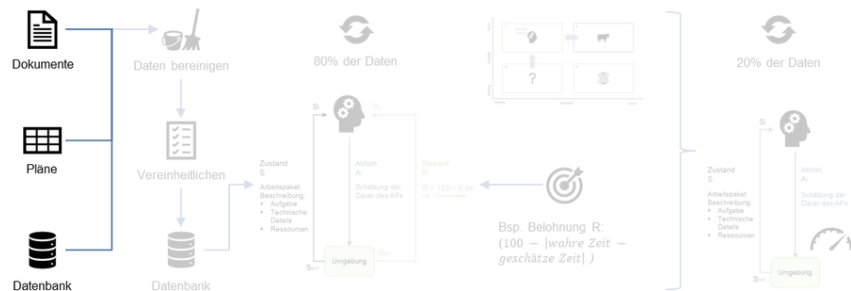 Dokumente
Daten bereinigen
80% der Daten
20% der Daten
Pläne
Vereinheitlichen
Zustand
S
Arbeitspaket
Beschreibung:
Aufgabe
Technische
Details
Ressourcen
Aktion
A
Schätzung der
Dauer des APs
Reward
R
Umgebung
Bsp. Belohnung R:
(100 − |wahre Zeit −
geschätze Zeit| )
?
Zustand
S
Arbeitspaket
Beschreibung:
Aufgabe
Technische
Details
Ressourcen
Aktion
A
Schätzung der
Dauer des APs
Umgebung
Datenbank
Datenbank